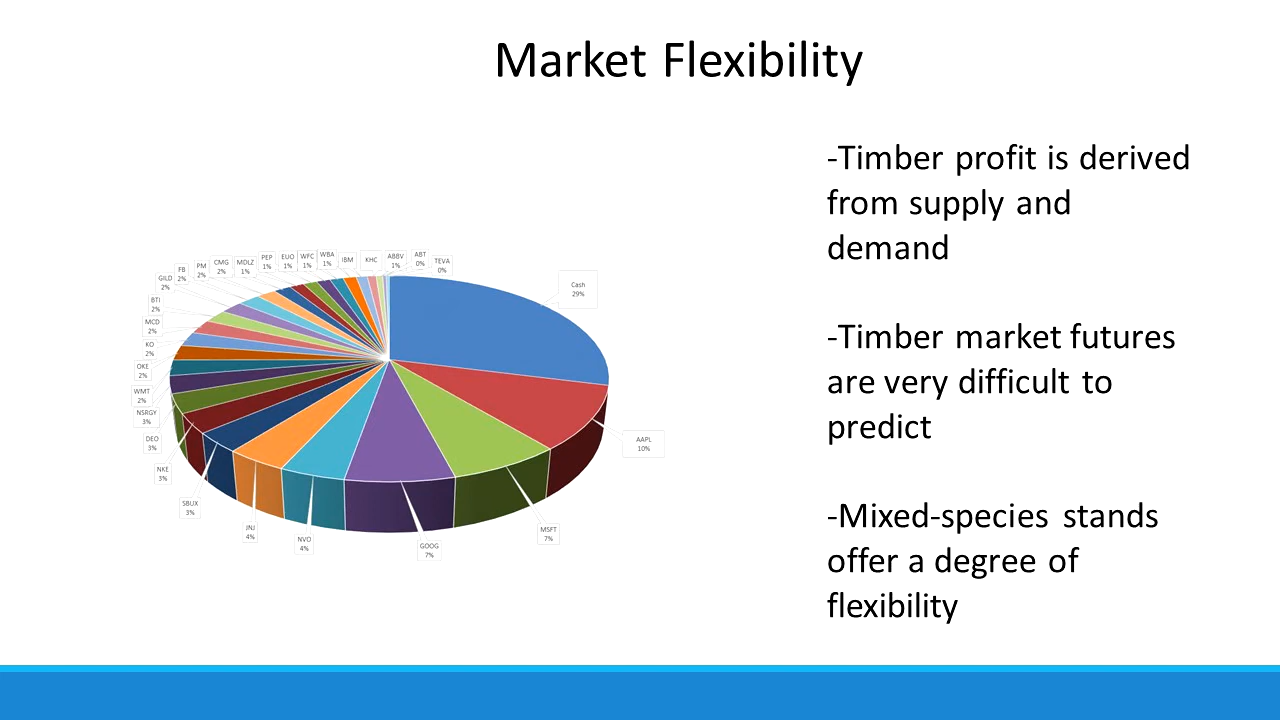 Market Flexibility
-Timber profit is derived
from supply and
demand
-Timber market futures
are very difficult to
predict
-Mixed-species stands
offer a degree of
flexibility
Cash
29%
AAPL
10%
MSFT
7%
GOOG
7%
NVO
4%
JNJ
4%
SBUX
3%
NKE
3%
DEO
3%
NSRGY
3%
WMT
2%
OKE
2%
KO
2%
MCD
2%
BTI
2%
GILD
2%
FB
2%
PM
2%
CMG
2%
MDLZ
1%
PEP
1%
EUO
1%
WFC
1%
WBA
1%
IBM
KHC
ABBV
1%
ABT
0%
TEVA
0%